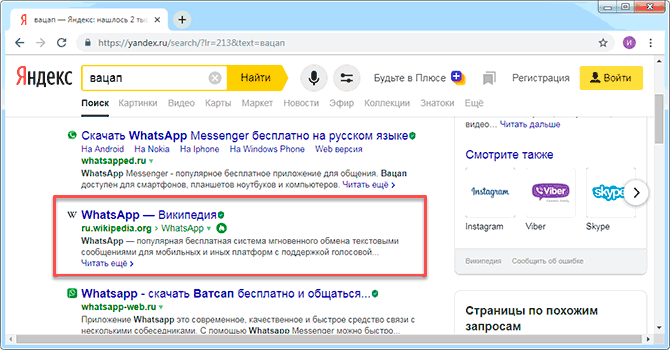 вацап — Яндекс: нашлось 2 тыс
https://yandex.ru/search/?lr=213&text=вацап
И
Яндекс
вацап
Найти
Будьте в Плюсе
Регистрация
Войти
Поиск Картинки Видео Карты Маркет Новости Эфир Коллекции Знатоки Ещё
Скачать WhatsApp Messenger бесплатно на русском языке
На Android На Nokia На Iphone На Windows Phone Web версия
whatsapped.ru
WhatsApp Messenger - популярное бесплатное приложение для общения. Вацап
доступен для смартфонов, планшетов ноутбуков и компьютеров. Читать ещё >
W WhatsApp — Википедия
ru.wikipedia.org > WhatsApp
WhatsApp — популярная бесплатная система мгновенного обмена текстовыми
сообщениями для мобильных и иных платформ с поддержкой голосовой...
Читать ещё >
Whatsapp - скачать Ватсап бесплатно и общаться...
whatsapp-web.ru
Приложение Whatsapp это современное, качественное и быстрое средство связи с
несколькими собеседниками. С помощью Whatsapp Messenger можно быстро...
видео... Читать дальше
Смотрите также
Instagram
Viber
skype
Instagram Viber Skype
Википедия Сообщить об ошибке
Страницы по похожим
запросам